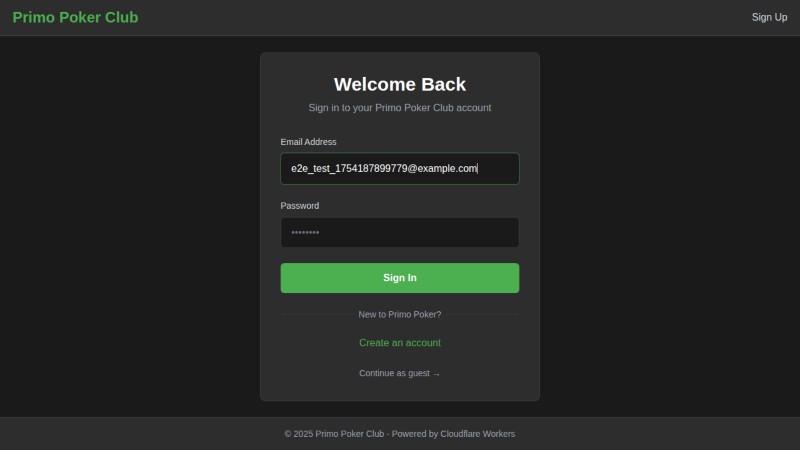 Primo Poker Club
Sign Up
Welcome Back
Sign in to your Primo Poker Club account
Email Address
e2e_test_1754187899779@example.com
Password
••••••••
Sign In
New to Primo Poker?
Create an account
Continue as guest →
© 2025 Primo Poker Club - Powered by Cloudflare Workers